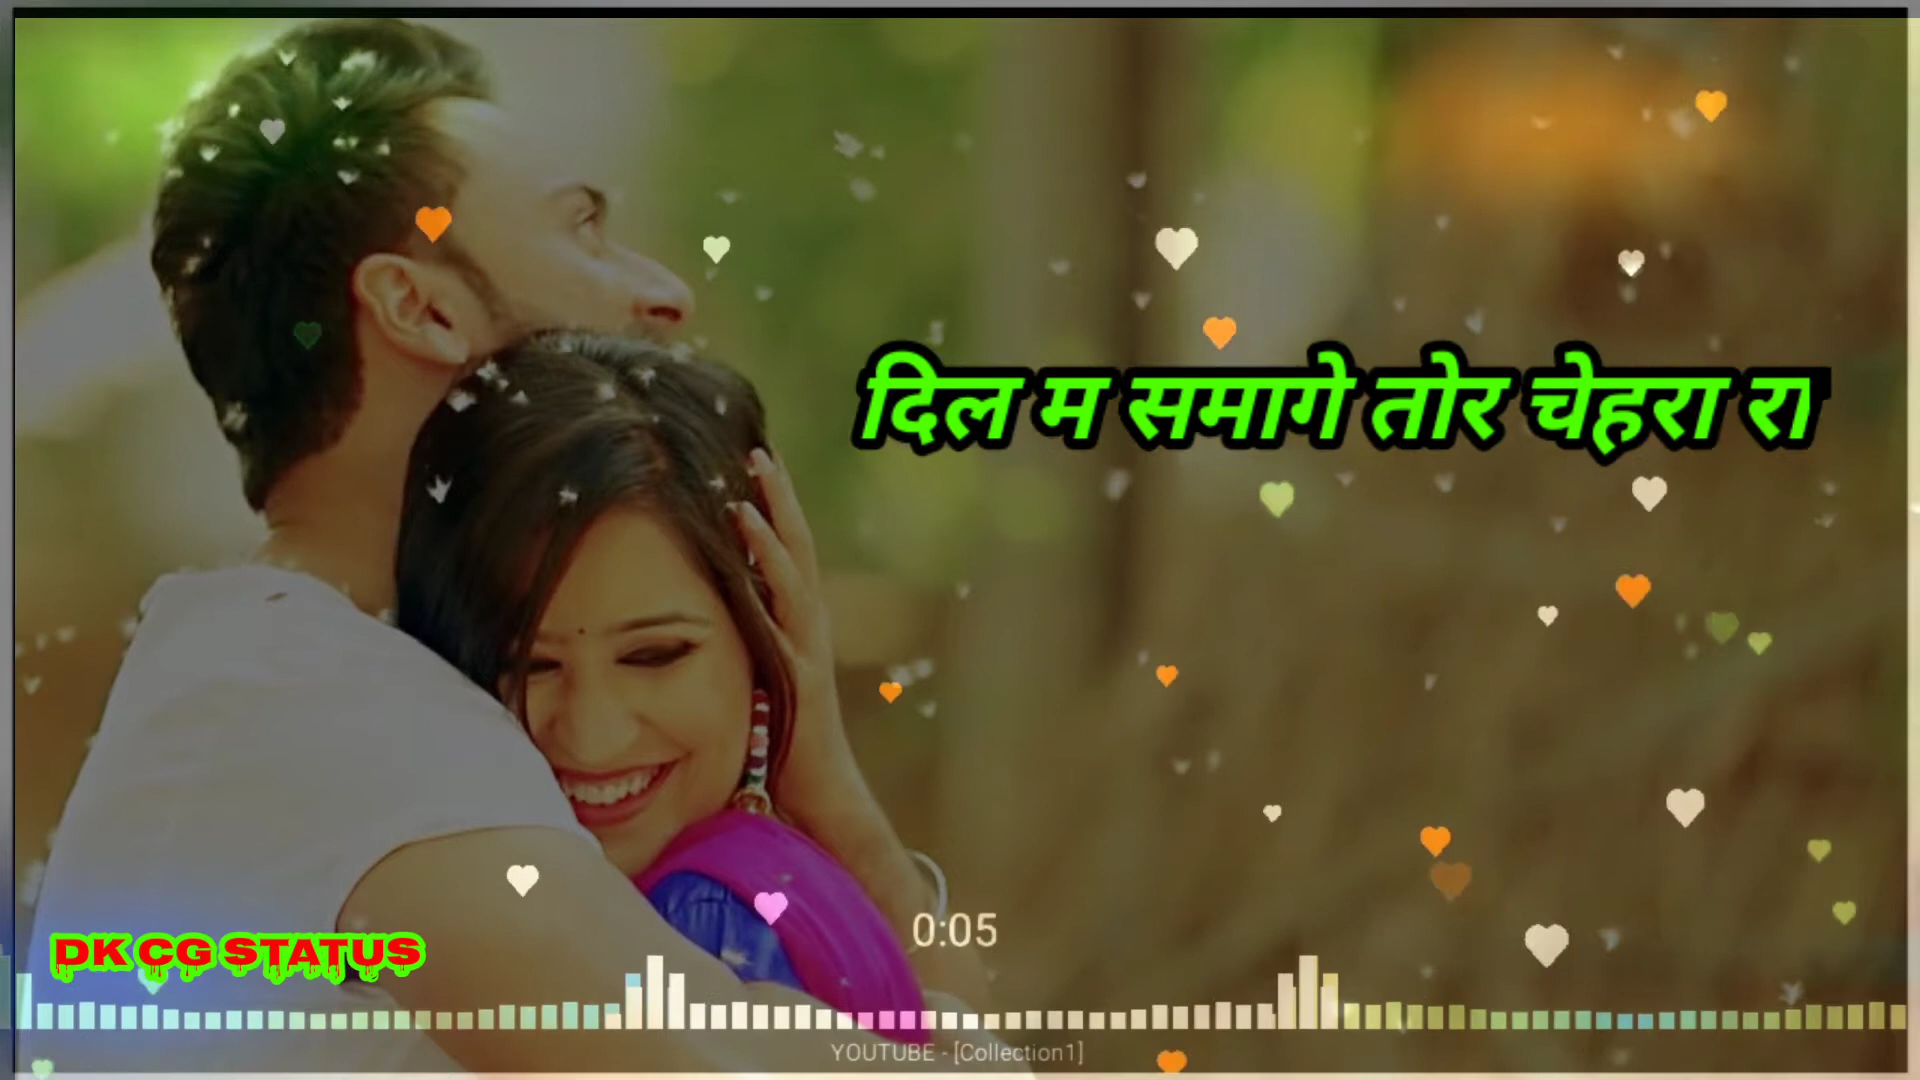 दिल म समागे तोर चेहरा रा
0:05
DK CG STATUS
YOUTUBE - [Collection1]